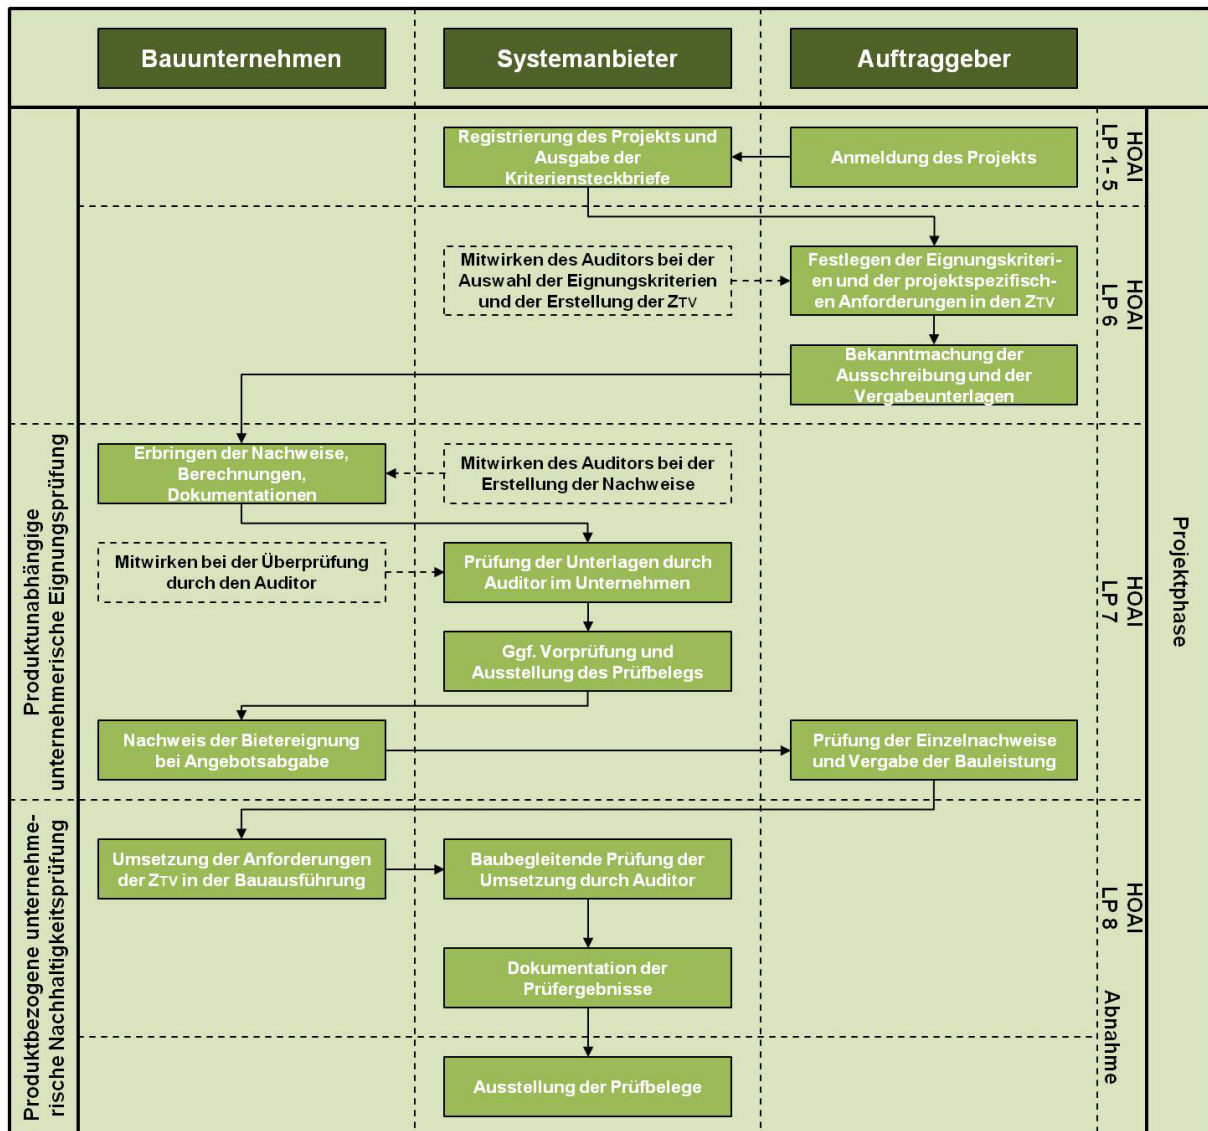 Bauunternehmen
Systemanbieter
Auftraggeber
Registrierung des Projekts und
Ausgabe der
Kriteriensteckbriefe
Anmeldung des Projekts
HOAI
LP 1- 5
Mitwirken des Auditors bei der
Auswahl der Eignungskriterien
und der Erstellung der ZTV
Festlegen der Eignungskriteri-
en und der projektspezifisch-
en Anforderungen in den ZTV
HOAI
LP 6
Bekanntmachung der
Ausschreibung und der
Vergabeunterlagen
Produktunabhängige
unternehmerische Eignungsprüfung
Erbringen der Nachweise,
Berechnungen,
Dokumentationen
Mitwirken des Auditors bei der
Erstellung der Nachweise
Mitwirken bei der Überprüfung
durch den Auditor
Prüfung der Unterlagen durch
Auditor im Unternehmen
HOAI
LP 7
Projektphase
Ggf. Vorprüfung und
Ausstellung des Prüfbelegs
Nachweis der Bietereignung
bei Angebotsabgabe
Prüfung der Einzelnachweise
und Vergabe der Bauleistung
Produktbezogene unternehme-
rische Nachhaltigkeitsprüfung
Umsetzung der Anforderungen
der ZTV in der Bauausführung
Baubegleitende Prüfung der
Umsetzung durch Auditor
HOAI
LP 8
Dokumentation der
Prüfergebnisse
Abnahme
Ausstellung der Prüfbelege